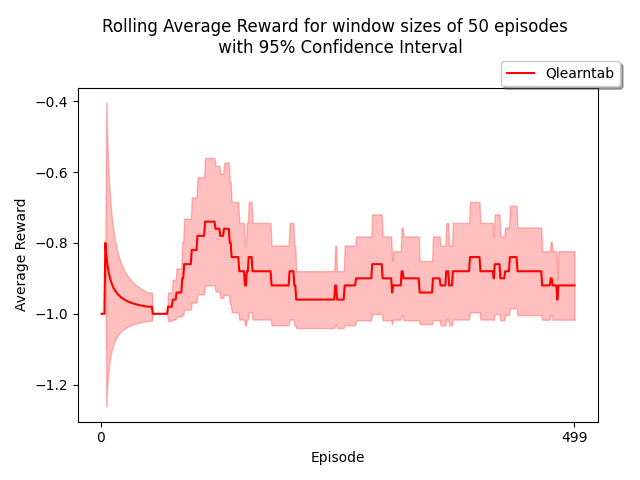 Rolling Average Reward for window sizes of 50 episodes
with 95% Confidence Interval
Qlearntab
−0.4
−0.6
−0.8
−1.0
−1.2
Average Reward
0
499
Episode